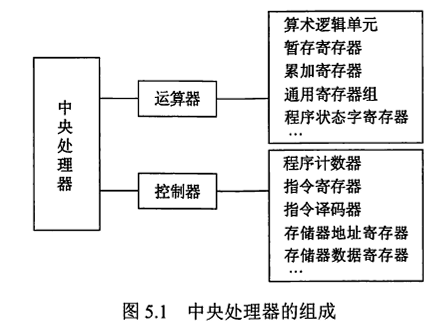 中央处理器
运算器
算术逻辑单元
暂存寄存器
累加寄存器
通用寄存器组
程序状态字寄存器
…
控制器
程序计数器
指令寄存器
指令译码器
存储器地址寄存器
存储器数据寄存器
…
图 5.1 中央处理器的组成